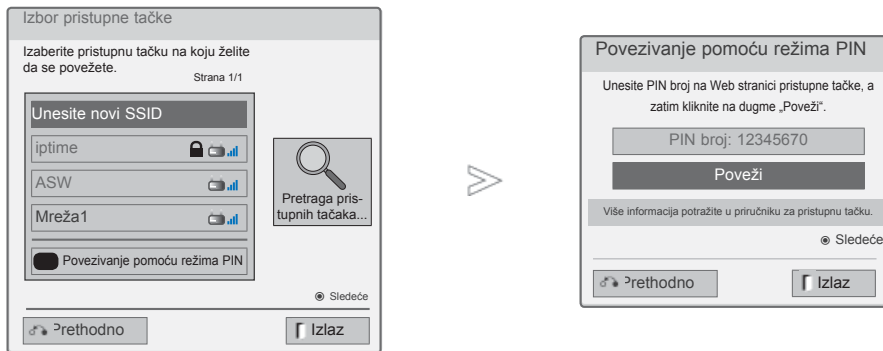 Izbor pristupne tačke
Izaberite pristupnu tačku na koju želite
da se povežete.
Strana 1/1
Unesite novi SSID
iptime
ASW
Mreža1
Povezivanje pomoću režima PIN
Pretraga pris-
tupnih tačaka...
Sledeće
Prethodno
Izlaz
Povezivanje pomoću režima PIN
Unesite PIN broj na Web stranici pristupne tačke, a
zatim kliknite na dugme „Poveži“.
PIN broj: 12345670
Poveži
Više informacija potražite u priručniku za pristupnu tačku.
Sledeće
Prethodno
Izlaz